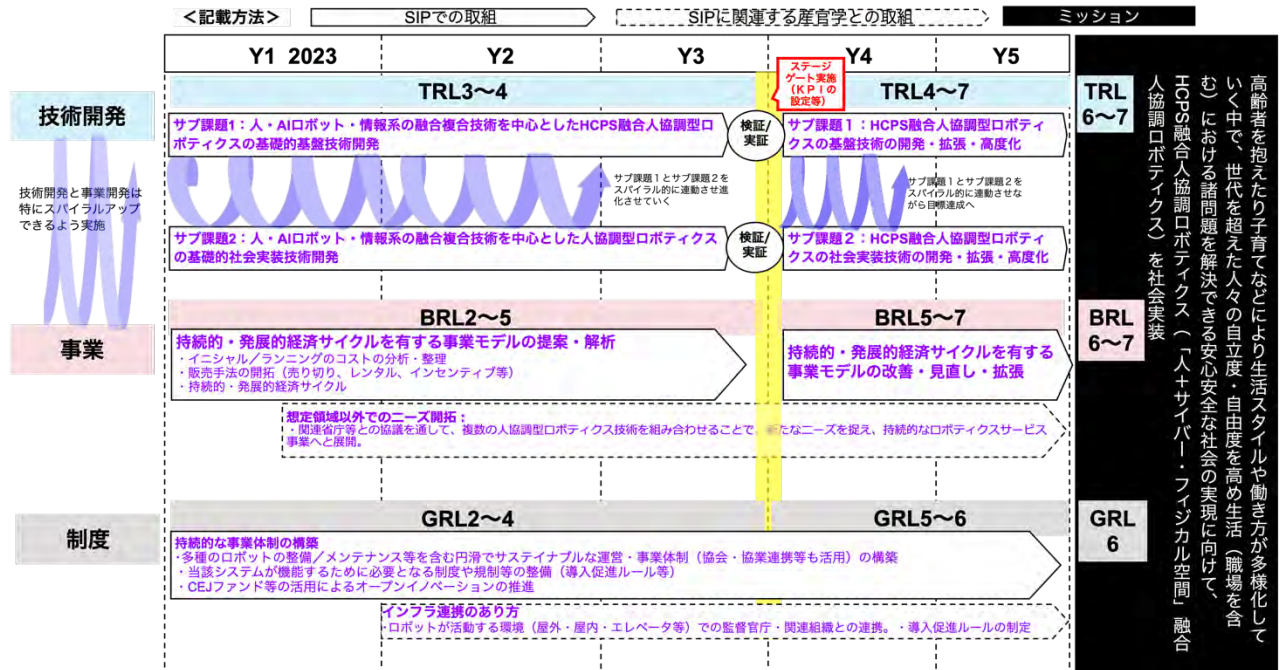 ＜記載方法＞
SIPでの取組
SIPに関連する産官学との取組
ミッション
Y1 2023
Y2
Y3
Y4
Y5
ステージ
ゲート実施
（ＫＰＩの
設定等）
技術開発
TRL3〜4
TRL4〜7
TRL
6〜7
サブ課題1：人・AIロボット・情報系の融合複合技術を中心としたHCPS融合人協調型ロ
ボティクスの基礎的基盤技術開発
検証/
実証
サブ課題１：HCPS融合人協調型ロボティ
クスの基盤技術の開発・拡張・高度化
技術開発と事業開発は
特にスパイラルアップ
できるよう実施
サブ課題１とサブ課題２を
スパイラル的に連動させ進
化させていく
サブ課題１とサブ課題２を
スパイラル的に連動させな
がら目標達成へ
サブ課題2：人・AIロボット・情報系の融合複合技術を中心とした人協調型ロボティクス
の基礎的社会実装技術開発
検証/
実証
サブ課題２：HCPS融合人協調型ロボティ
クスの社会実装技術の開発・拡張・高度化
事業
BRL2〜5
BRL5〜7
BRL
6〜7
持続的・発展的経済サイクルを有する事業モデルの提案・解析
・イニシャル／ランニングのコストの分析・整理
・販売手法の開拓（売り切り、レンタル、インセンティブ等）
・持続的・発展的経済サイクル
持続的・発展的経済サイクルを有する
事業モデルの改善・見直し・拡張
想定領域以外でのニーズ開拓：
・関連省庁等との協議を通して、複数の人協調型ロボティクス技術を組み合わせることで、新たなニーズを捉え、持続的なロボティクスサービス
事業へと展開。
制度
GRL2〜4
GRL5〜6
GRL
6
持続的な事業体制の構築
・多種のロボットの整備／メンテナンス等を含む円滑でサステイナブルな運営・事業体制（協会・協業連携等も活用）の構築
・当該システムが機能するために必要となる制度や規制等の整備（導入促進ルール等）
・CEJファンド等の活用によるオープンイノベーションの推進
インフラ連携のあり方
・ロボットが活動する環境（屋外・屋内・エレベータ等）での監督官庁・関連組織との連携。・導入促進ルールの制定
高齢者を抱えたり子育てなどにより生活スタイルや働き方が多様化して
いく中で、世代を超えた人々の自立度・自由度を高め生活（職場を含
む）における諸問題を解決できる安心安全な社会の実現に向けて、
HCPS融合人協調ロボティクス（「人＋サイバー・フィジカル空間」融合
人協調ロボティクス）を社会実装